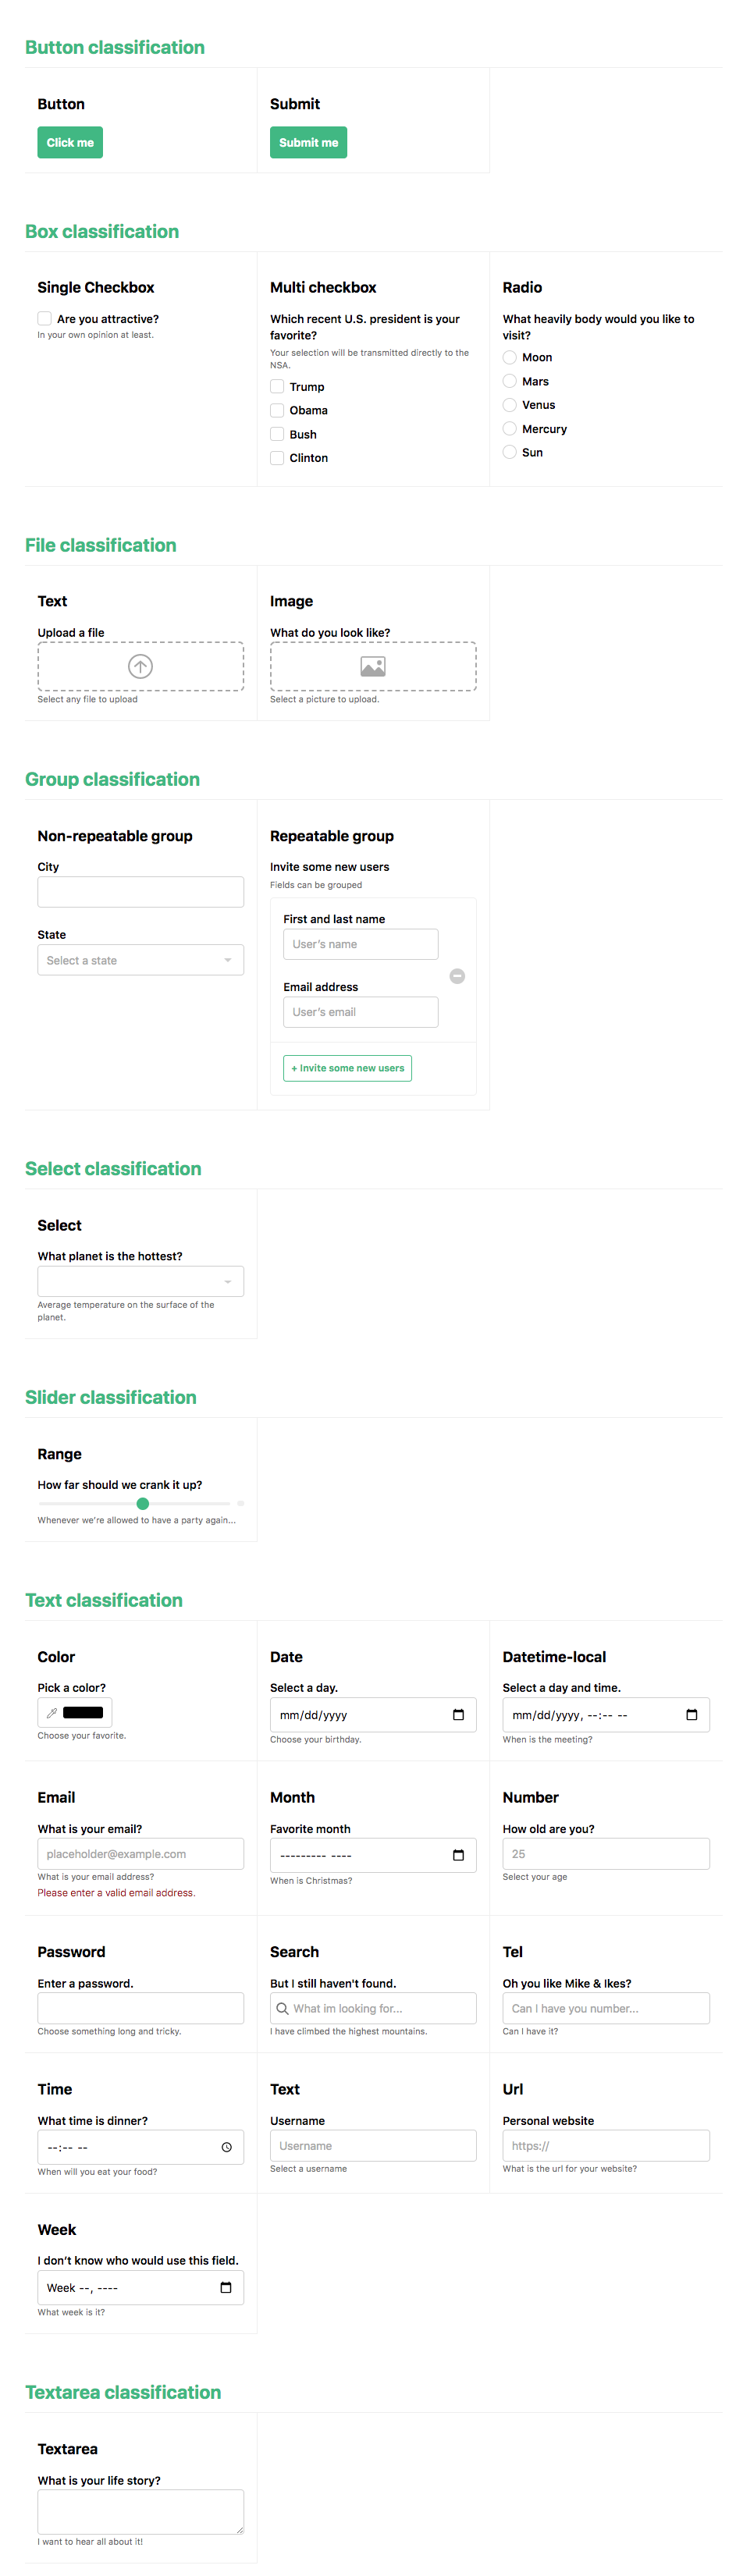 Button classification
Button
Submit
Click me
Submit me
Box classification
Single Checkbox
Are you attractive?
In your own opinion at least.
Multi checkbox
Which recent U.S. president is your
favorite?
Your selection will be transmitted directly to the
NSA.
Trump
Obama
Bush
Clinton
Radio
What heavily body would you like to
visit?
Moon
Mars
Venus
Mercury
Sun
File classification
Text
Upload a file
Select any file to upload
Image
What do you look like?
Select a picture to upload.
Group classification
Non-repeatable group
City
State
Select a state
Repeatable group
Invite some new users
Fields can be grouped
First and last name
User's name
Email address
User's email
+ Invite some new users
Select classification
Select
What planet is the hottest?
Average temperature on the surface of the
planet.
Slider classification
Range
How far should we crank it up?
Whenever we're allowed to have a party again...
Text classification
Color
Pick a color?
Choose your favorite.
Date
Select a day.
mm/dd/yyyy
Choose your birthday.
Datetime-local
Select a day and time.
mm/dd/yyyy, --:-- --
When is the meeting?
Email
What is your email?
placeholder@example.com
What is your email address?
Please enter a valid email address.
Month
Favorite month
--------- ----
When is Christmas?
Number
How old are you?
25
Select your age
Password
Enter a password.
Choose something long and tricky.
Search
But I still haven't found.
What im looking for...
I have climbed the highest mountains.
Tel
Oh you like Mike & Ikes?
Can I have you number...
Can I have it?
Time
What time is dinner?
--:-- --
When will you eat your food?
Text
Username
Username
Select a username
Url
Personal website
https://
What is the url for your website?
Week
I don't know who would use this field.
Week --, ----
What week is it?
Textarea classification
Textarea
What is your life story?
I want to hear all about it!